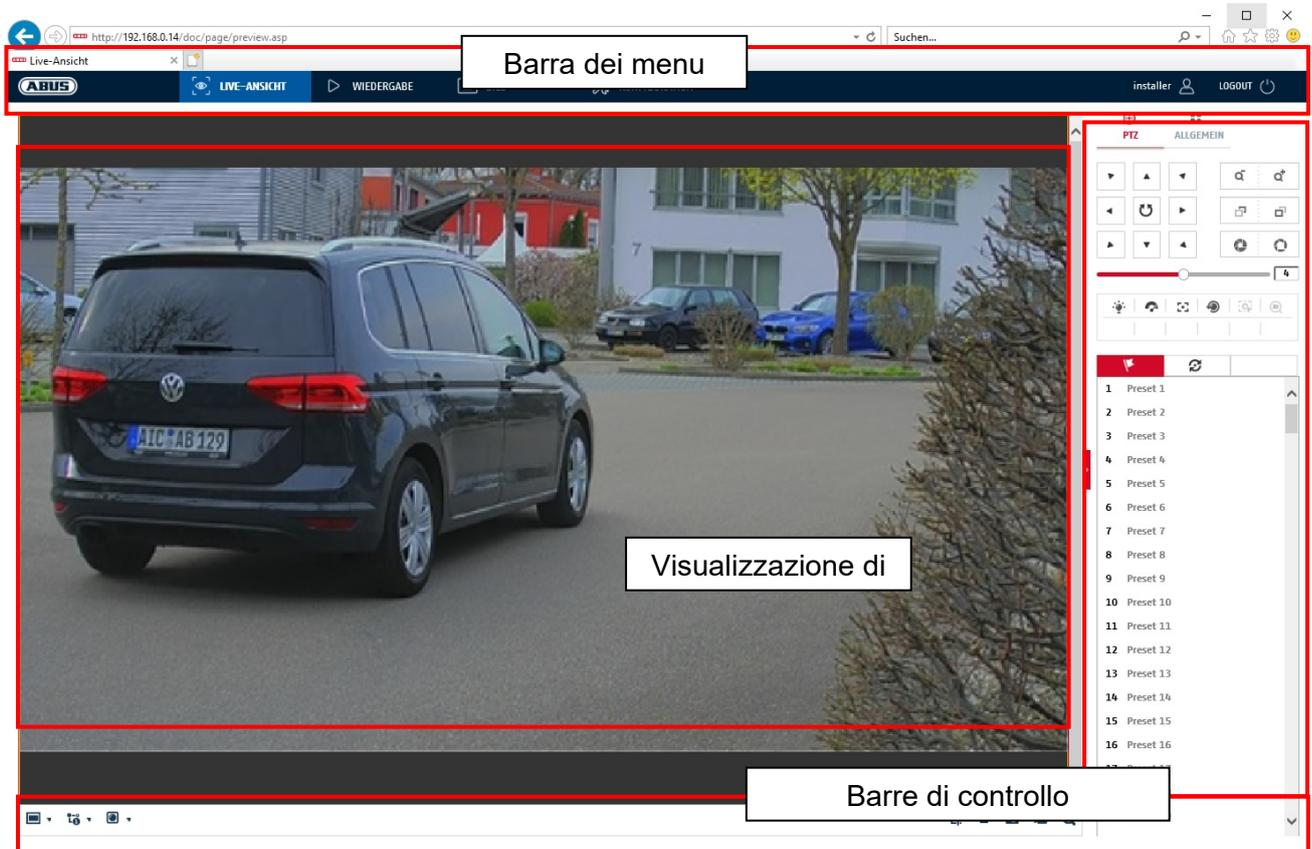 http://192.168.0.14/doc/page/preview.asp
Suchen...
Live-Ansicht
Barra dei menu
ABUS
LIVE-ANSICHT
WIEDERGABE
installer
LOGOUT
PTZ
ALLGEMEIN
4
7
AIC AB 129
1 Preset 1
2 Preset 2
3 Preset 3
4 Preset 4
5 Preset 5
6 Preset 6
7 Preset 7
8 Preset 8
9 Preset 9
10 Preset 10
11 Preset 11
12 Preset 12
13 Preset 13
14 Preset 14
15 Preset 15
16 Preset 16
Visualizzazione di
Barre di controllo